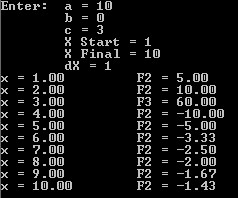 Enter:   a = 10
b = 0
c = 3
X Start = 1
X Final = 10
dX = 1
x = 1.00   F2 = 5.00
x = 2.00   F2 = 10.00
x = 3.00   F3 = 60.00
x = 4.00   F2 = -10.00
x = 5.00   F2 = -5.00
x = 6.00   F2 = -3.33
x = 7.00   F2 = -2.50
x = 8.00   F2 = -2.00
x = 9.00   F2 = -1.67
x = 10.00   F2 = -1.43